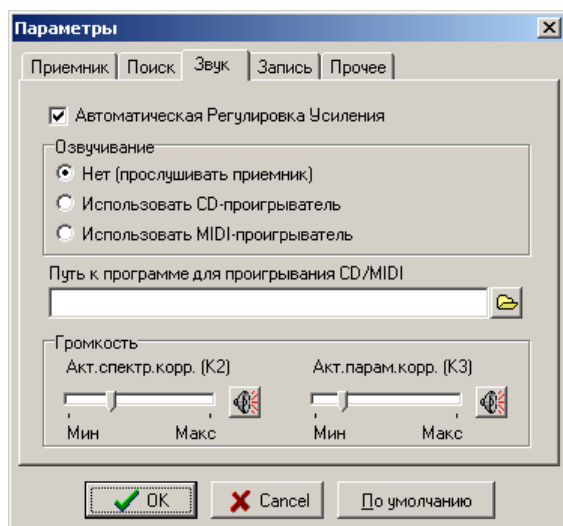 Параметры
Приемник Поиск Звук Запись Прочее
Автоматическая Регулировка Усиления
Озвучивание
Нет (прослушивать приемник)
Использовать CD-проигрыватель
Использовать MIDI-проигрыватель
Путь к программе для проигрывания CD/MIDI
Громкость
Акт.спектр.корр. (К2) Акт.парам.корр. (К3)
Мин Макс Мин Макс
OK Cancel По умолчанию